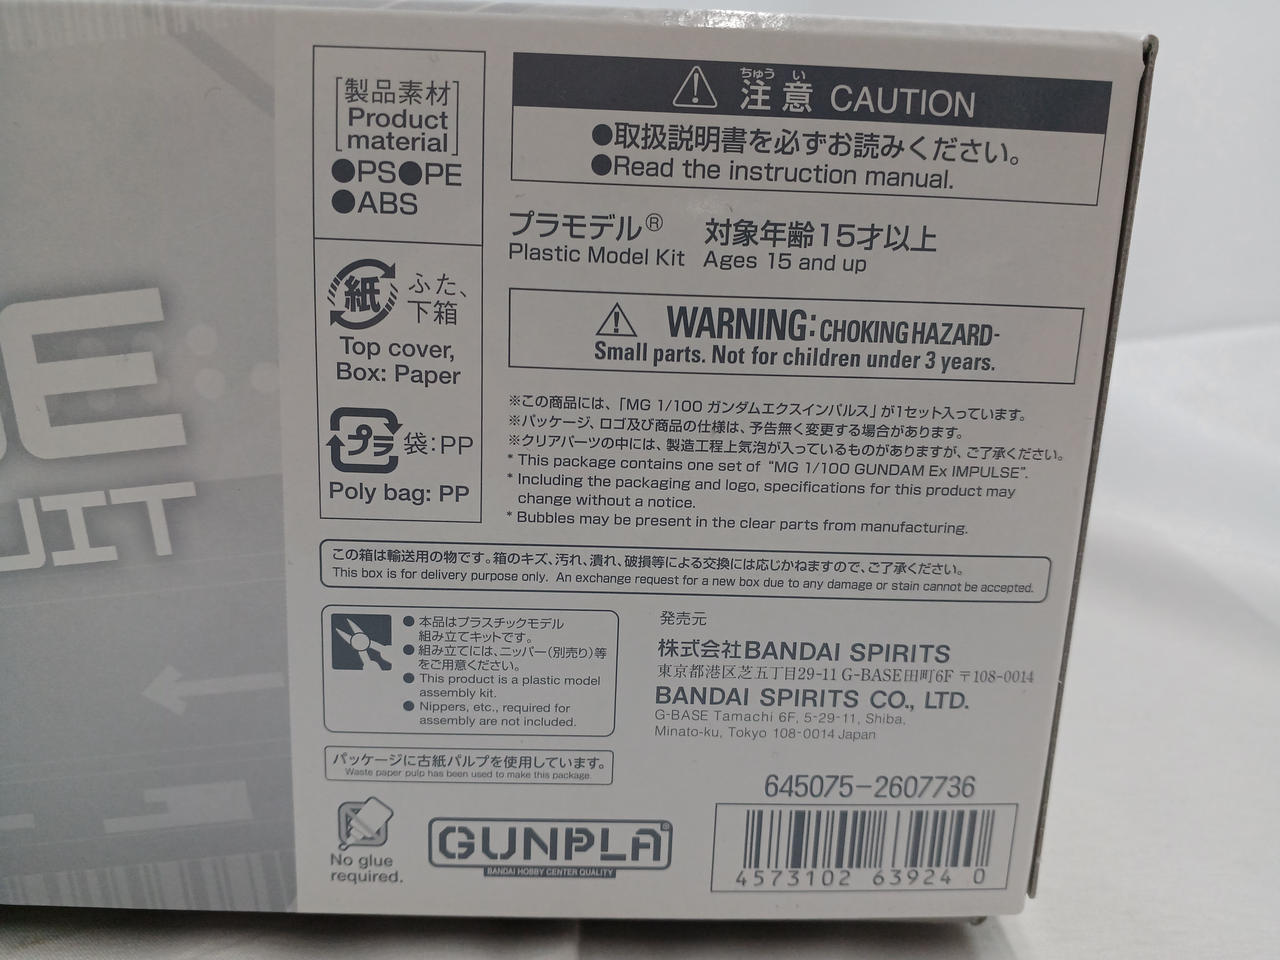 [製品素材]
Product
material
●PS●PE
●ABS
紙
ふた、
下箱
Top cover,
Box: Paper
プラ
袋:PP
Poly bag: PP
ちゅう い
注意 CAUTION
●取扱説明書を必ずお読みください。
●Read the instruction manual.
プラモデル® 対象年齢15才以上
Plastic Model Kit Ages 15 and up
WARNING: CHOKING HAZARD-
Small parts. Not for children under 3 years.
※この商品には、「MG 1/100 ガンダムエクスインパルス」が1セット入っています。
※パッケージ、ロゴ及び商品の仕様は、予告無く変更する場合があります。
※クリアパーツの中には、製造工程上気泡が入っているものがありますが、ご了承ください。
* This package contains one set of "MG 1/100 GUNDAM Ex IMPULSE".
* Including the packaging and logo, specifications for this product may
change without a notice.
* Bubbles may be present in the clear parts from manufacturing.
この箱は輸送用の物です。箱のキズ、汚れ、潰れ、破損等による交換には応じかねますので、ご了承ください。
This box is for delivery purpose only. An exchange request for a new box due to any damage or stain cannot be accepted.
● 本品はプラスチックモデル
組み立てキットです。
● 組み立てには、ニッパー(別売り)等
をご用意ください。
● This product is a plastic model
assembly kit.
● Nippers, etc., required for
assembly are not included.
パッケージに古紙パルプを使用しています。
Waste paper pulp has been used to make this package.
No glue
required.
GUNPLA®
BANDAI HOBBY CENTER QUALITY
発売元
株式会社BANDAI SPIRITS
東京都港区芝五丁目29-11 G-BASE田町6F 〒108-0014
BANDAI SPIRITS CO., LTD.
G-BASE Tamachi 6F, 5-29-11, Shiba,
Minato-ku, Tokyo 108-0014 Japan
645075-2607736
4573102 63924 0